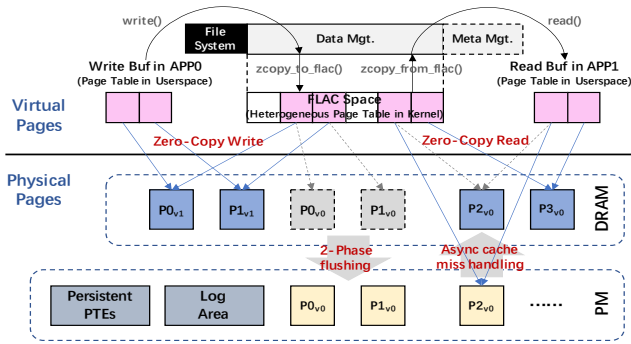 write()
read()
File
System
Data Mgt.
Meta Mgt.
Write Buf in APP0
(Page Table in Userspace)
zcopy_to_flac()
zcopy_from_flac()
Read Buf in APP1
(Page Table in Userspace)
FLAC Space
(Heterogeneous Page Table in Kernel)
Virtual
Pages
Zero-Copy Write
Zero-Copy Read
Physical
Pages
P0v1
P1v1
P0v0
P1v0
P2v0
P3v0
DRAM
2-Phase
flushing
Async cache
miss handling
Persistent
PTEs
Log
Area
P0v0
P1v0
P2v0
......
PM